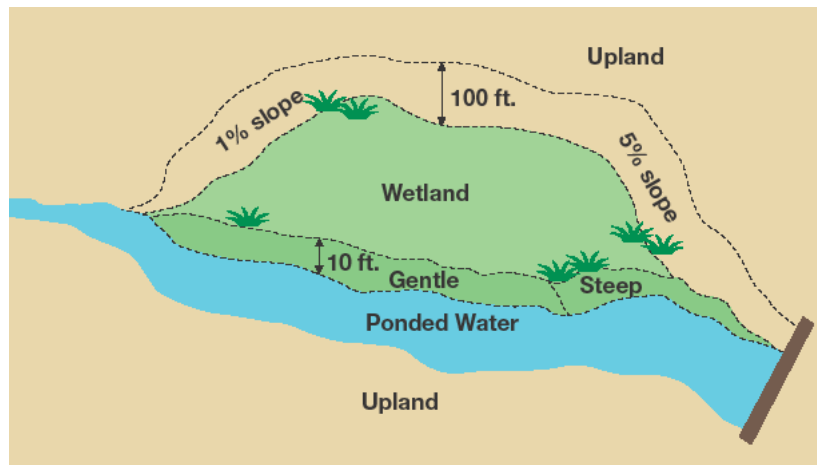 Upland
100 ft.
1% slope
5% slope
Wetland
10 ft.
Gentle
Steep
Ponded Water
Upland